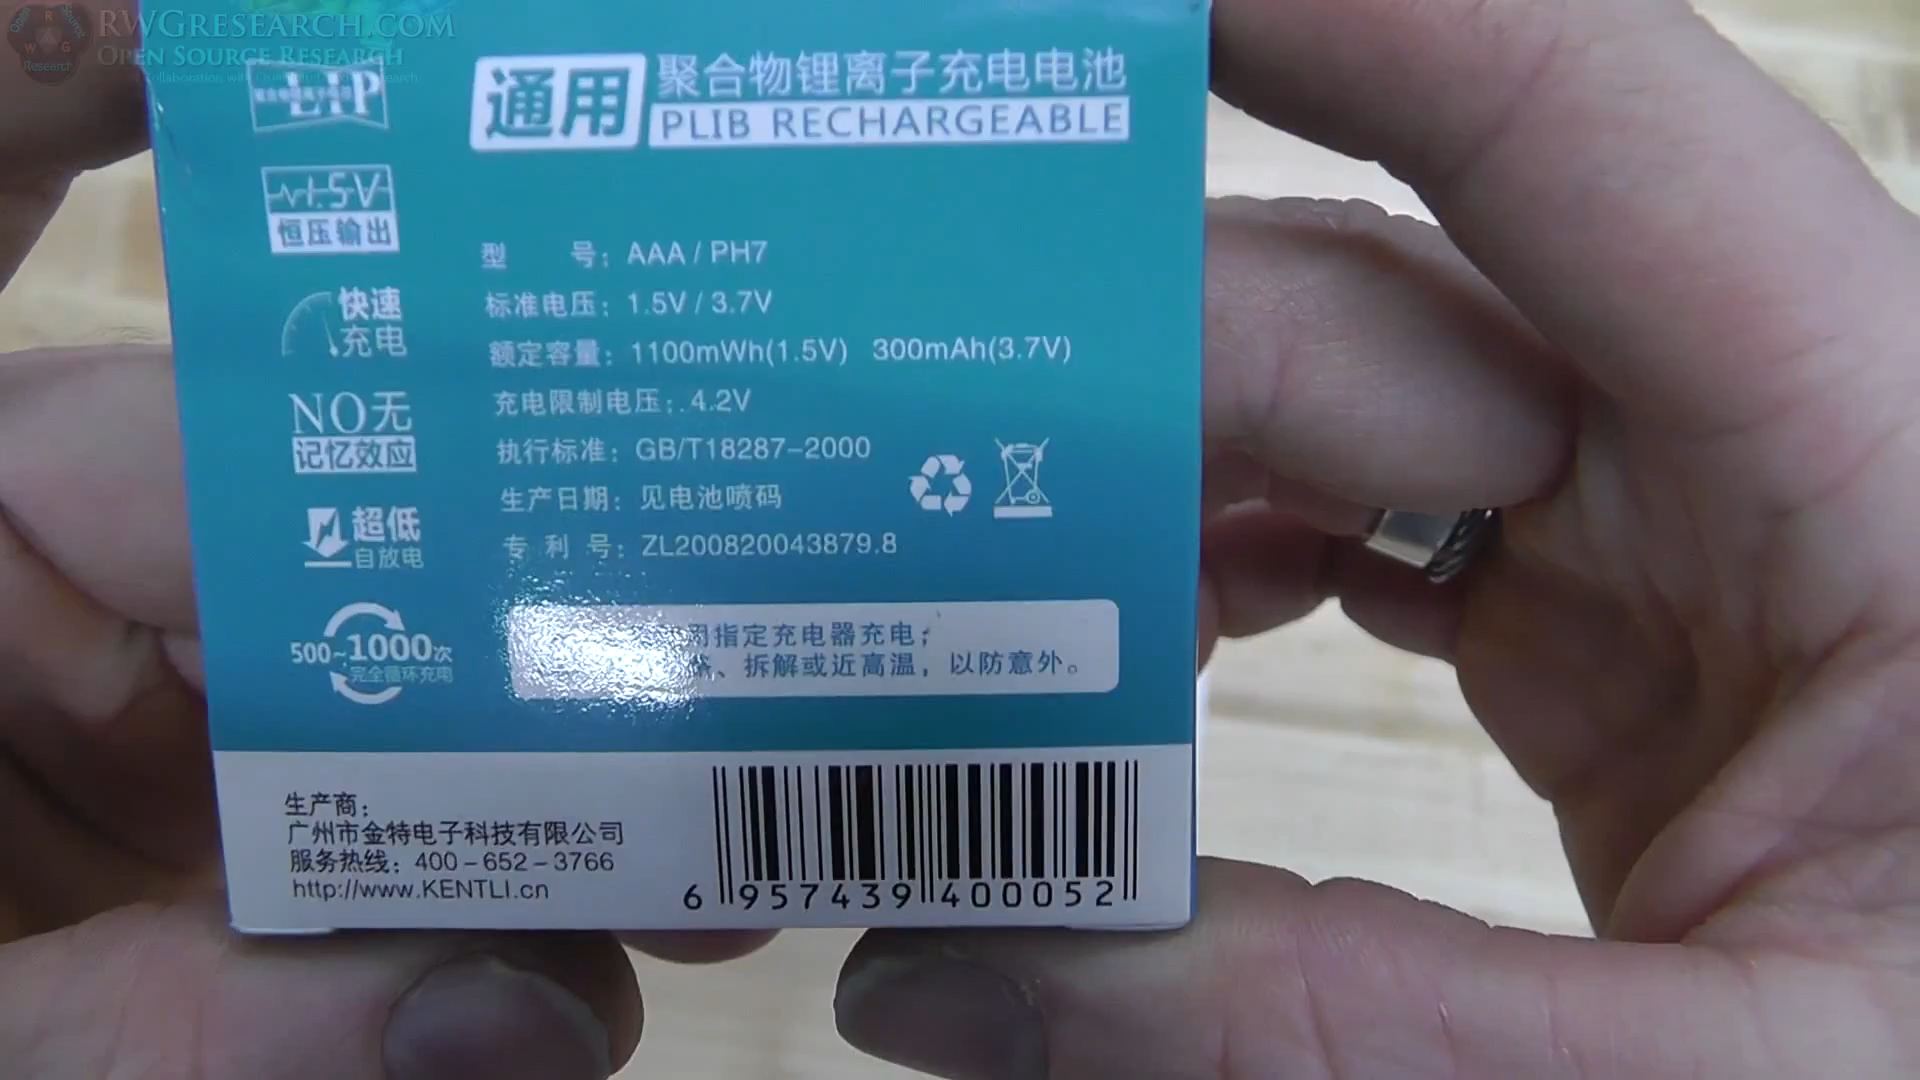 RWGresearch.com
Open Source Research
通用
聚合物锂离子充电电池
PLIB RECHARGEABLE
1.5V
恒压输出
快速
充电
NO无
记忆效应
超低
自放电
500~1000次
完全循环充电
型 号：AAA / PH7
标准电压：1.5V / 3.7V
额定容量：1100mWh(1.5V) 300mAh(3.7V)
充电限制电压：4.2V
执行标准：GB/T18287-2000
生产日期：见电池喷码
专 利 号：ZL200820043879.8
用指定充电器充电；
、拆解或近高温，以防意外。
生产商：
广州市金特电子科技有限公司
服务热线：400-652-3766
http://www.KENTLI.cn
6 957439 400052